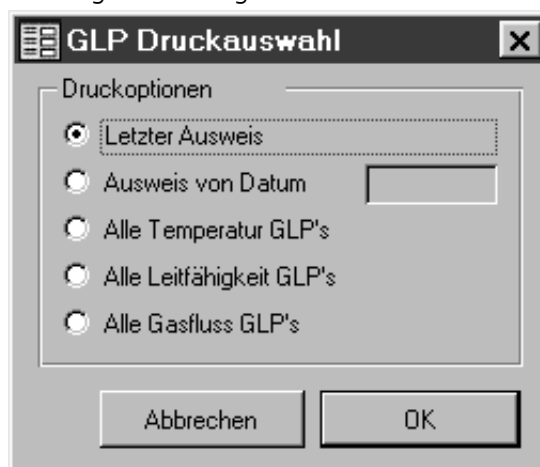 GLP Druckauswahl
Druckoptionen
Letzter Ausweis
Ausweis von Datum
Alle Temperatur GLP's
Alle Leitfähigkeit GLP's
Alle Gasfluss GLP's
Abbrechen OK